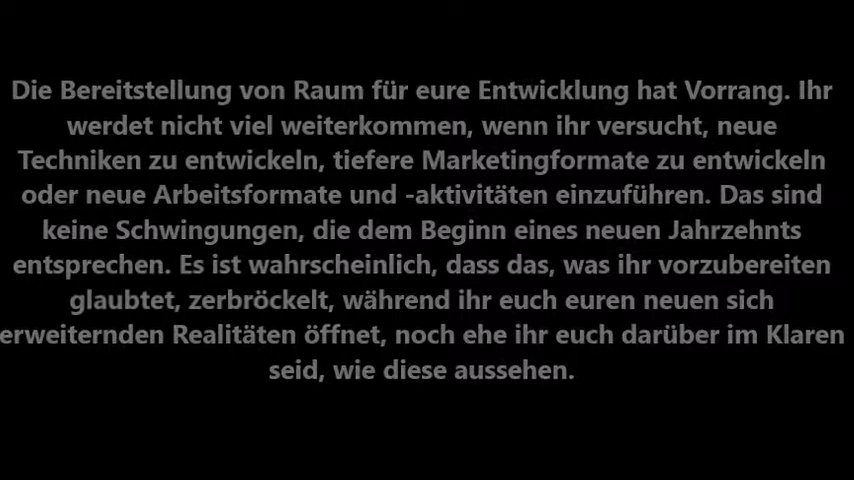 Die Bereitstellung von Raum für eure Entwicklung hat Vorrang. Ihr
werdet nicht viel weiterkommen, wenn ihr versucht, neue
Techniken zu entwickeln, tiefere Marketingformate zu entwickeln
oder neue Arbeitsformate und -aktivitäten einzuführen. Das sind
keine Schwingungen, die dem Beginn eines neuen Jahrzehnts
entsprechen. Es ist wahrscheinlich, dass das, was ihr vorzubereiten
glaubtet, zerbröckelt, während ihr euch euren neuen sich
erweiternden Realitäten öffnet, noch ehe ihr euch darüber im Klaren
seid, wie diese aussehen.